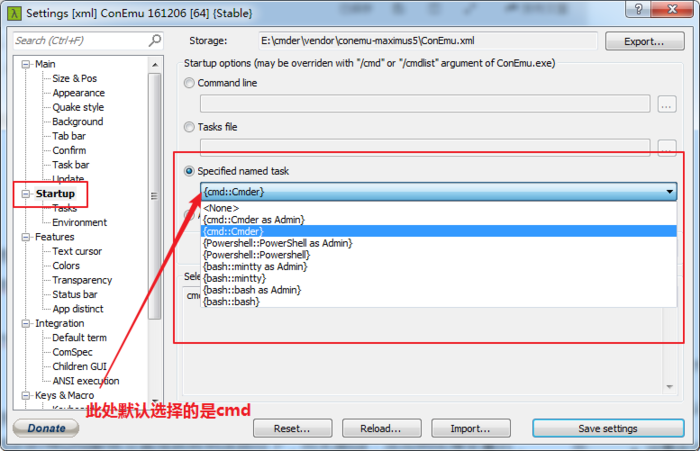 Settings [xml] ConEmu 161206 [64] {Stable}
Search (Ctrl+F)
Storage:
E:\cmder\vendor\conemu-maximus5\ConEmu.xml
Export...
Main
Size & Pos
Appearance
Quake style
Background
Tab bar
Confirm
Task bar
Update
Startup
Tasks
Environment
Features
Text cursor
Colors
Transparency
Status bar
App distinct
Integration
Default term
ComSpec
Children GUI
ANSI execution
Keys & Macro
Startup options (may be overriden with "/cmd" or "/cmdlist" argument of ConEmu.exe)
Command line
...
Tasks file
...
Specified named task
{cmd::Cmder}
<None>
{cmd::Cmder as Admin}
{cmd::Cmder}
{Powershell::PowerShell as Admin}
{Powershell::Powershell}
{bash::mintty as Admin}
{bash::mintty}
{bash::bash as Admin}
{bash::bash}
此处默认选择的是cmd
Donate
Reset...
Reload...
Import...
Save settings